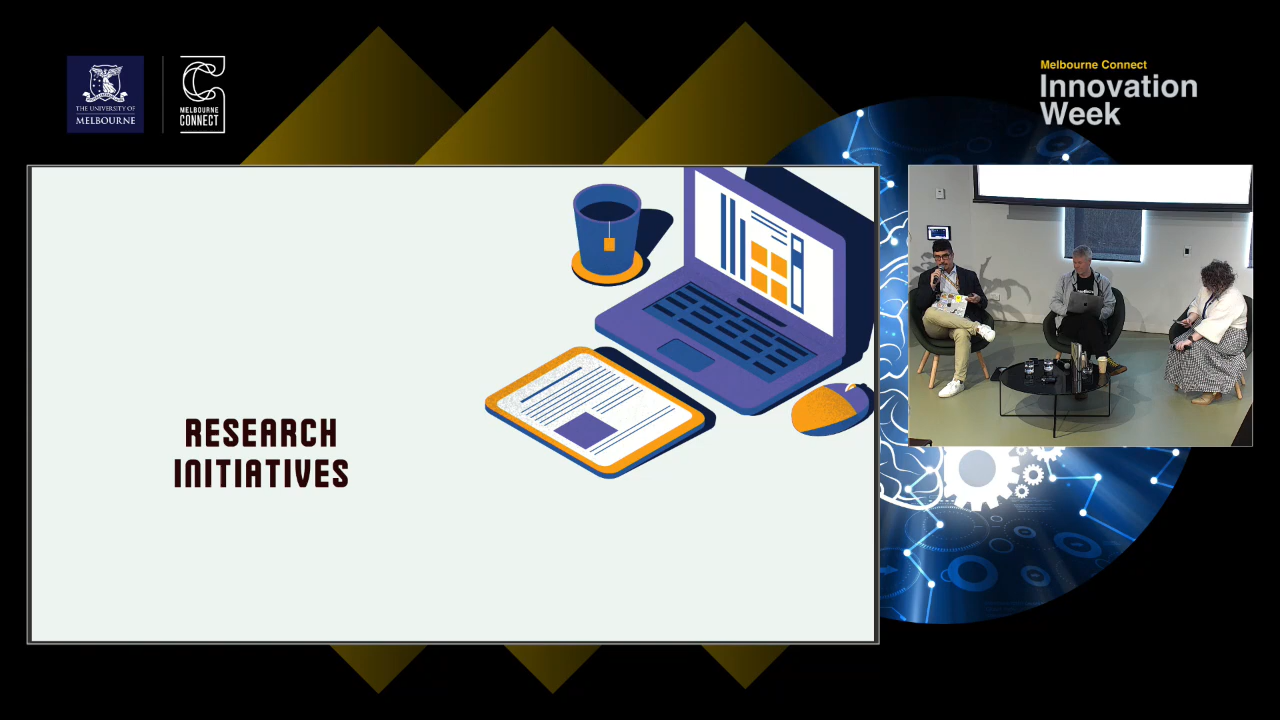 THE UNIVERSITY OF
MELBOURNE
MELBOURNE
CONNECT
Melbourne Connect
Innovation
Week
RESEARCH
INITIATIVES